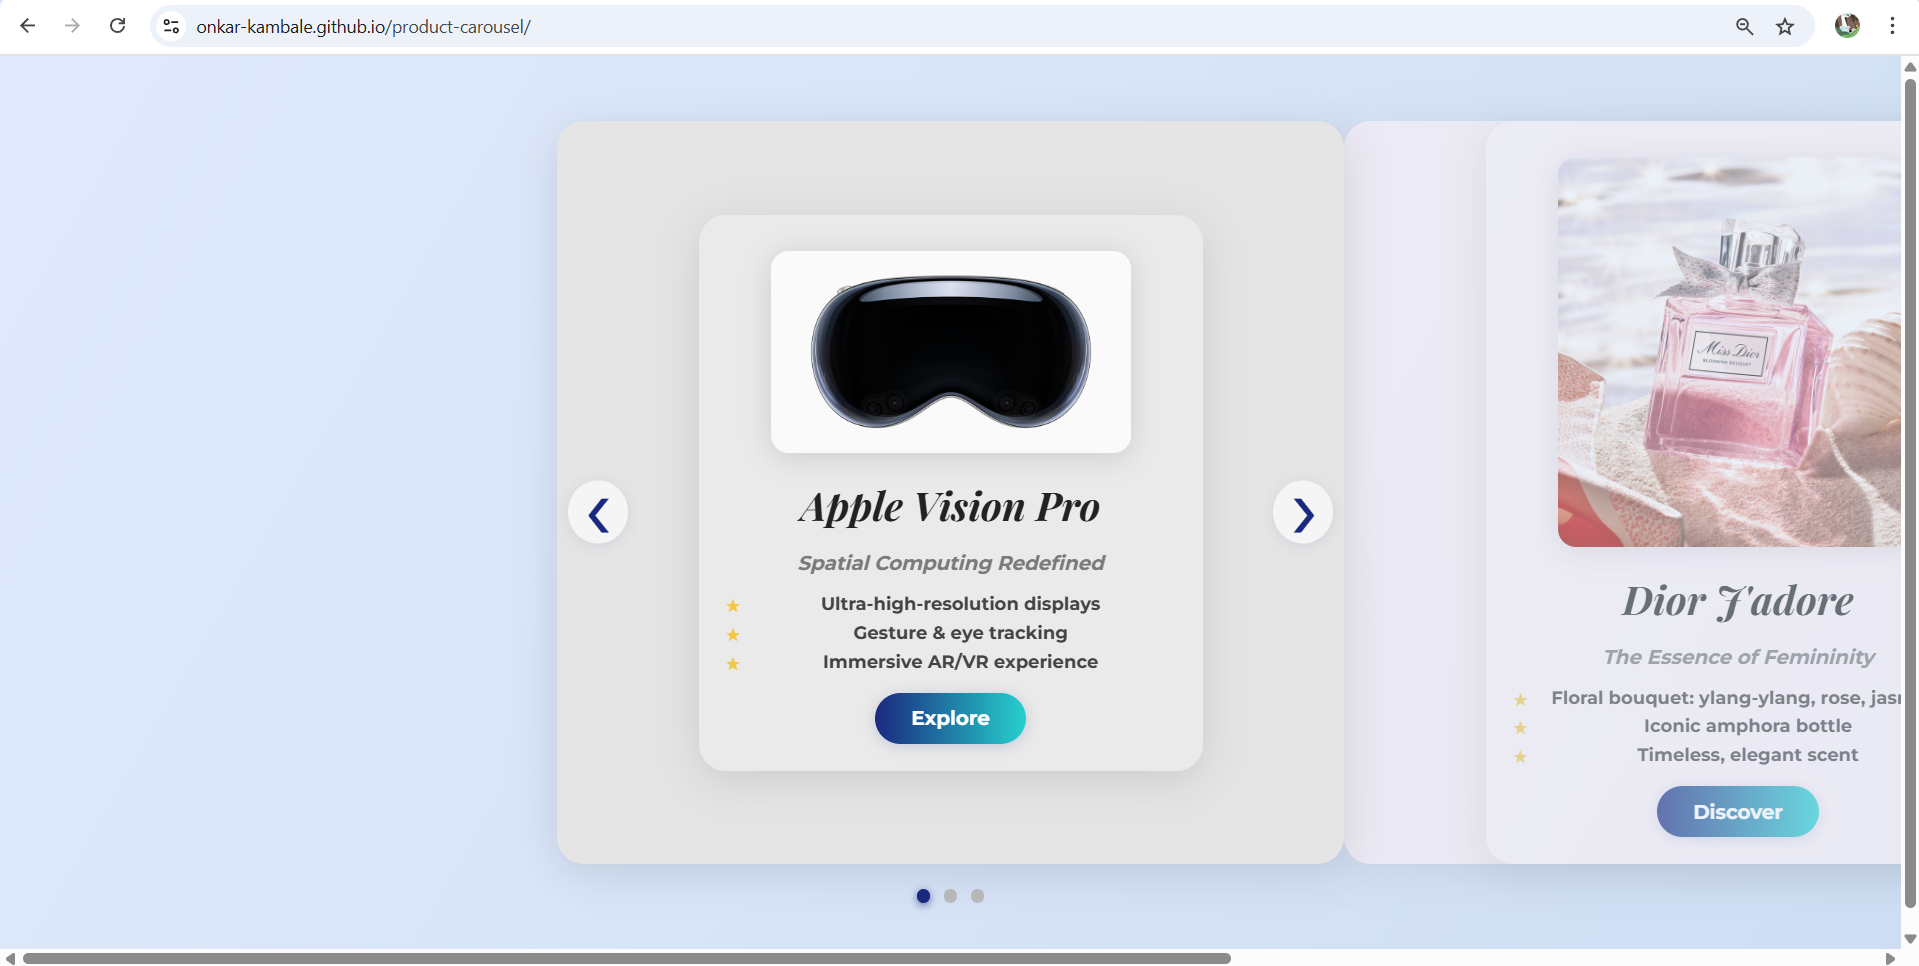 onkar-kambale.github.io/product-carousel/
Apple Vision Pro
Spatial Computing Redefined
★ Ultra-high-resolution displays
★ Gesture & eye tracking
★ Immersive AR/VR experience
Explore
Miss Dior
BLOOMING BOUQUET
Dior J'adore
The Essence of Femininity
★ Floral bouquet: ylang-ylang, rose, jas
★ Iconic amphora bottle
★ Timeless, elegant scent
Discover